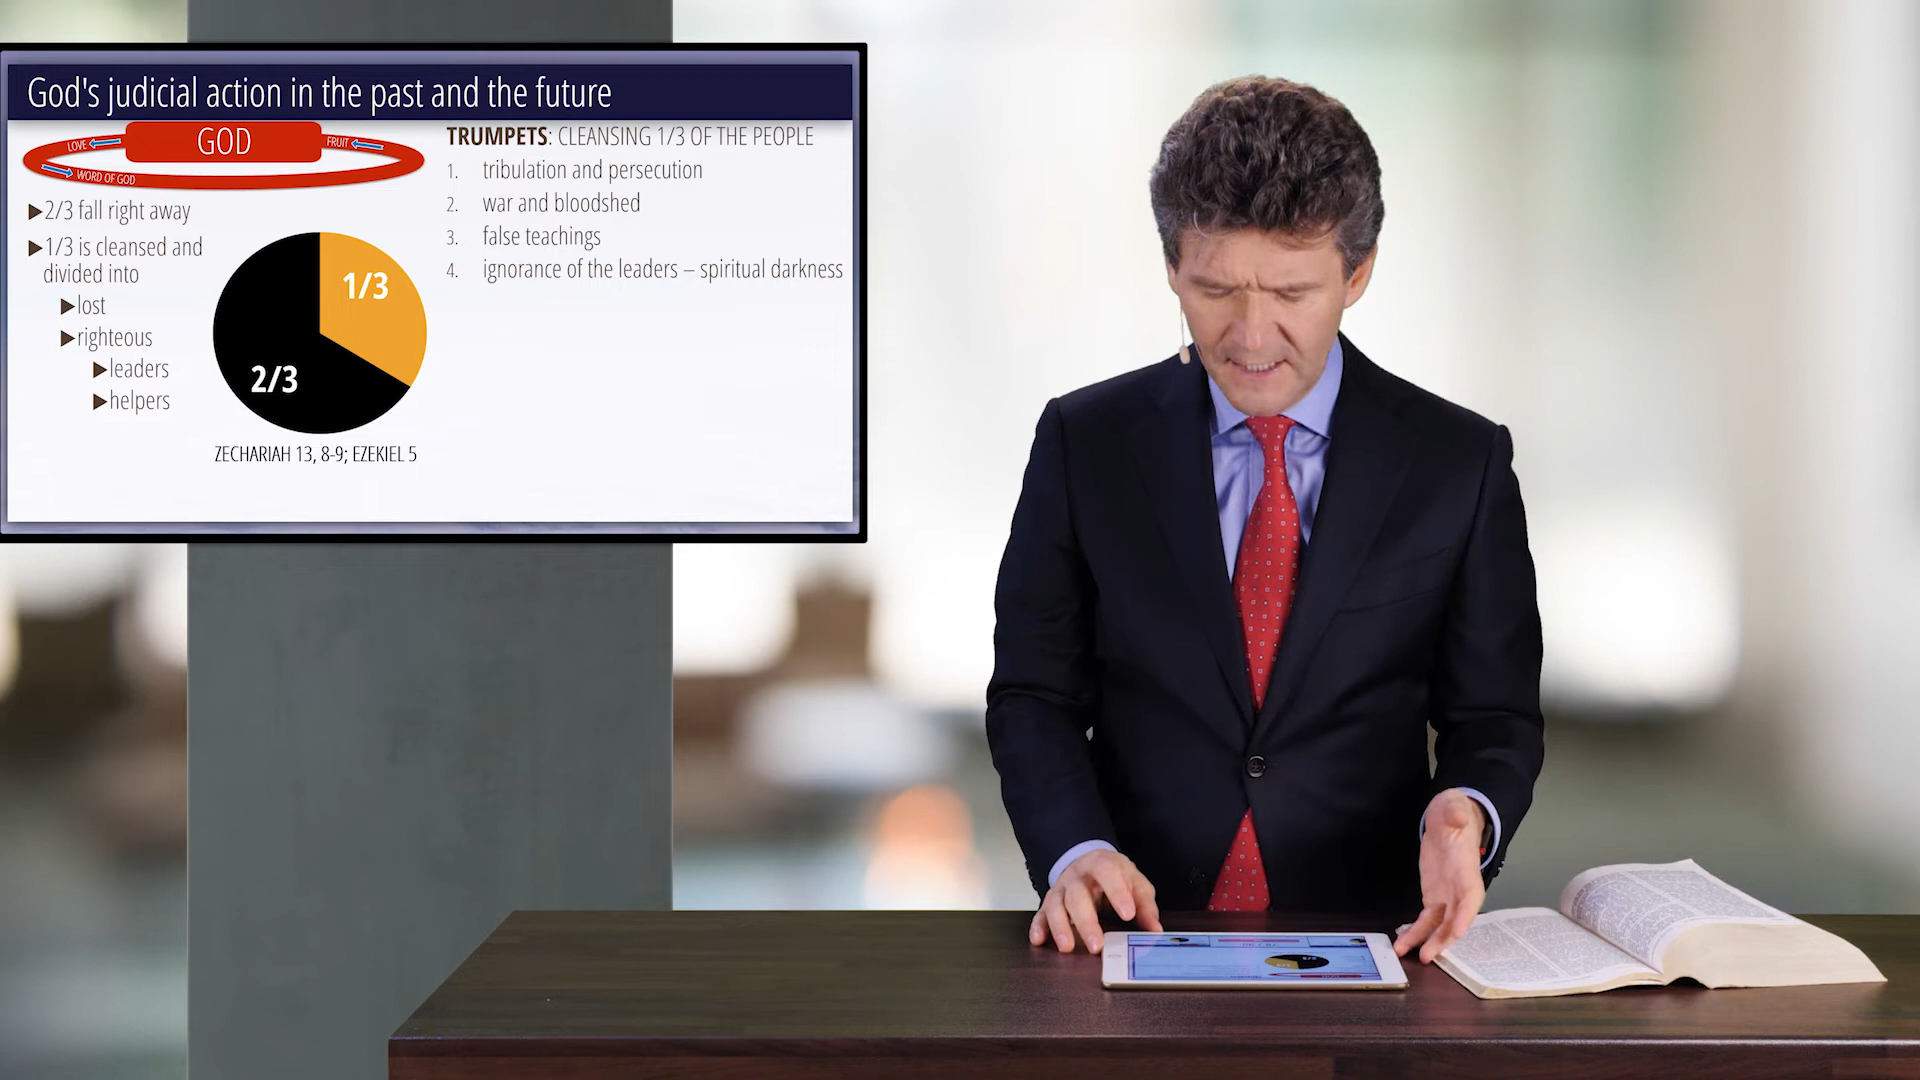 God's judicial action in the past and the future
GOD
LOVE
FRUIT
WORD OF GOD
2/3 fall right away
1/3 is cleansed and
divided into
lost
righteous
leaders
helpers
1/3
2/3
ZECHARIAH 13, 8-9; EZEKIEL 5
TRUMPETS: CLEANSING 1/3 OF THE PEOPLE
1. tribulation and persecution
2. war and bloodshed
3. false teachings
4. ignorance of the leaders – spiritual darkness